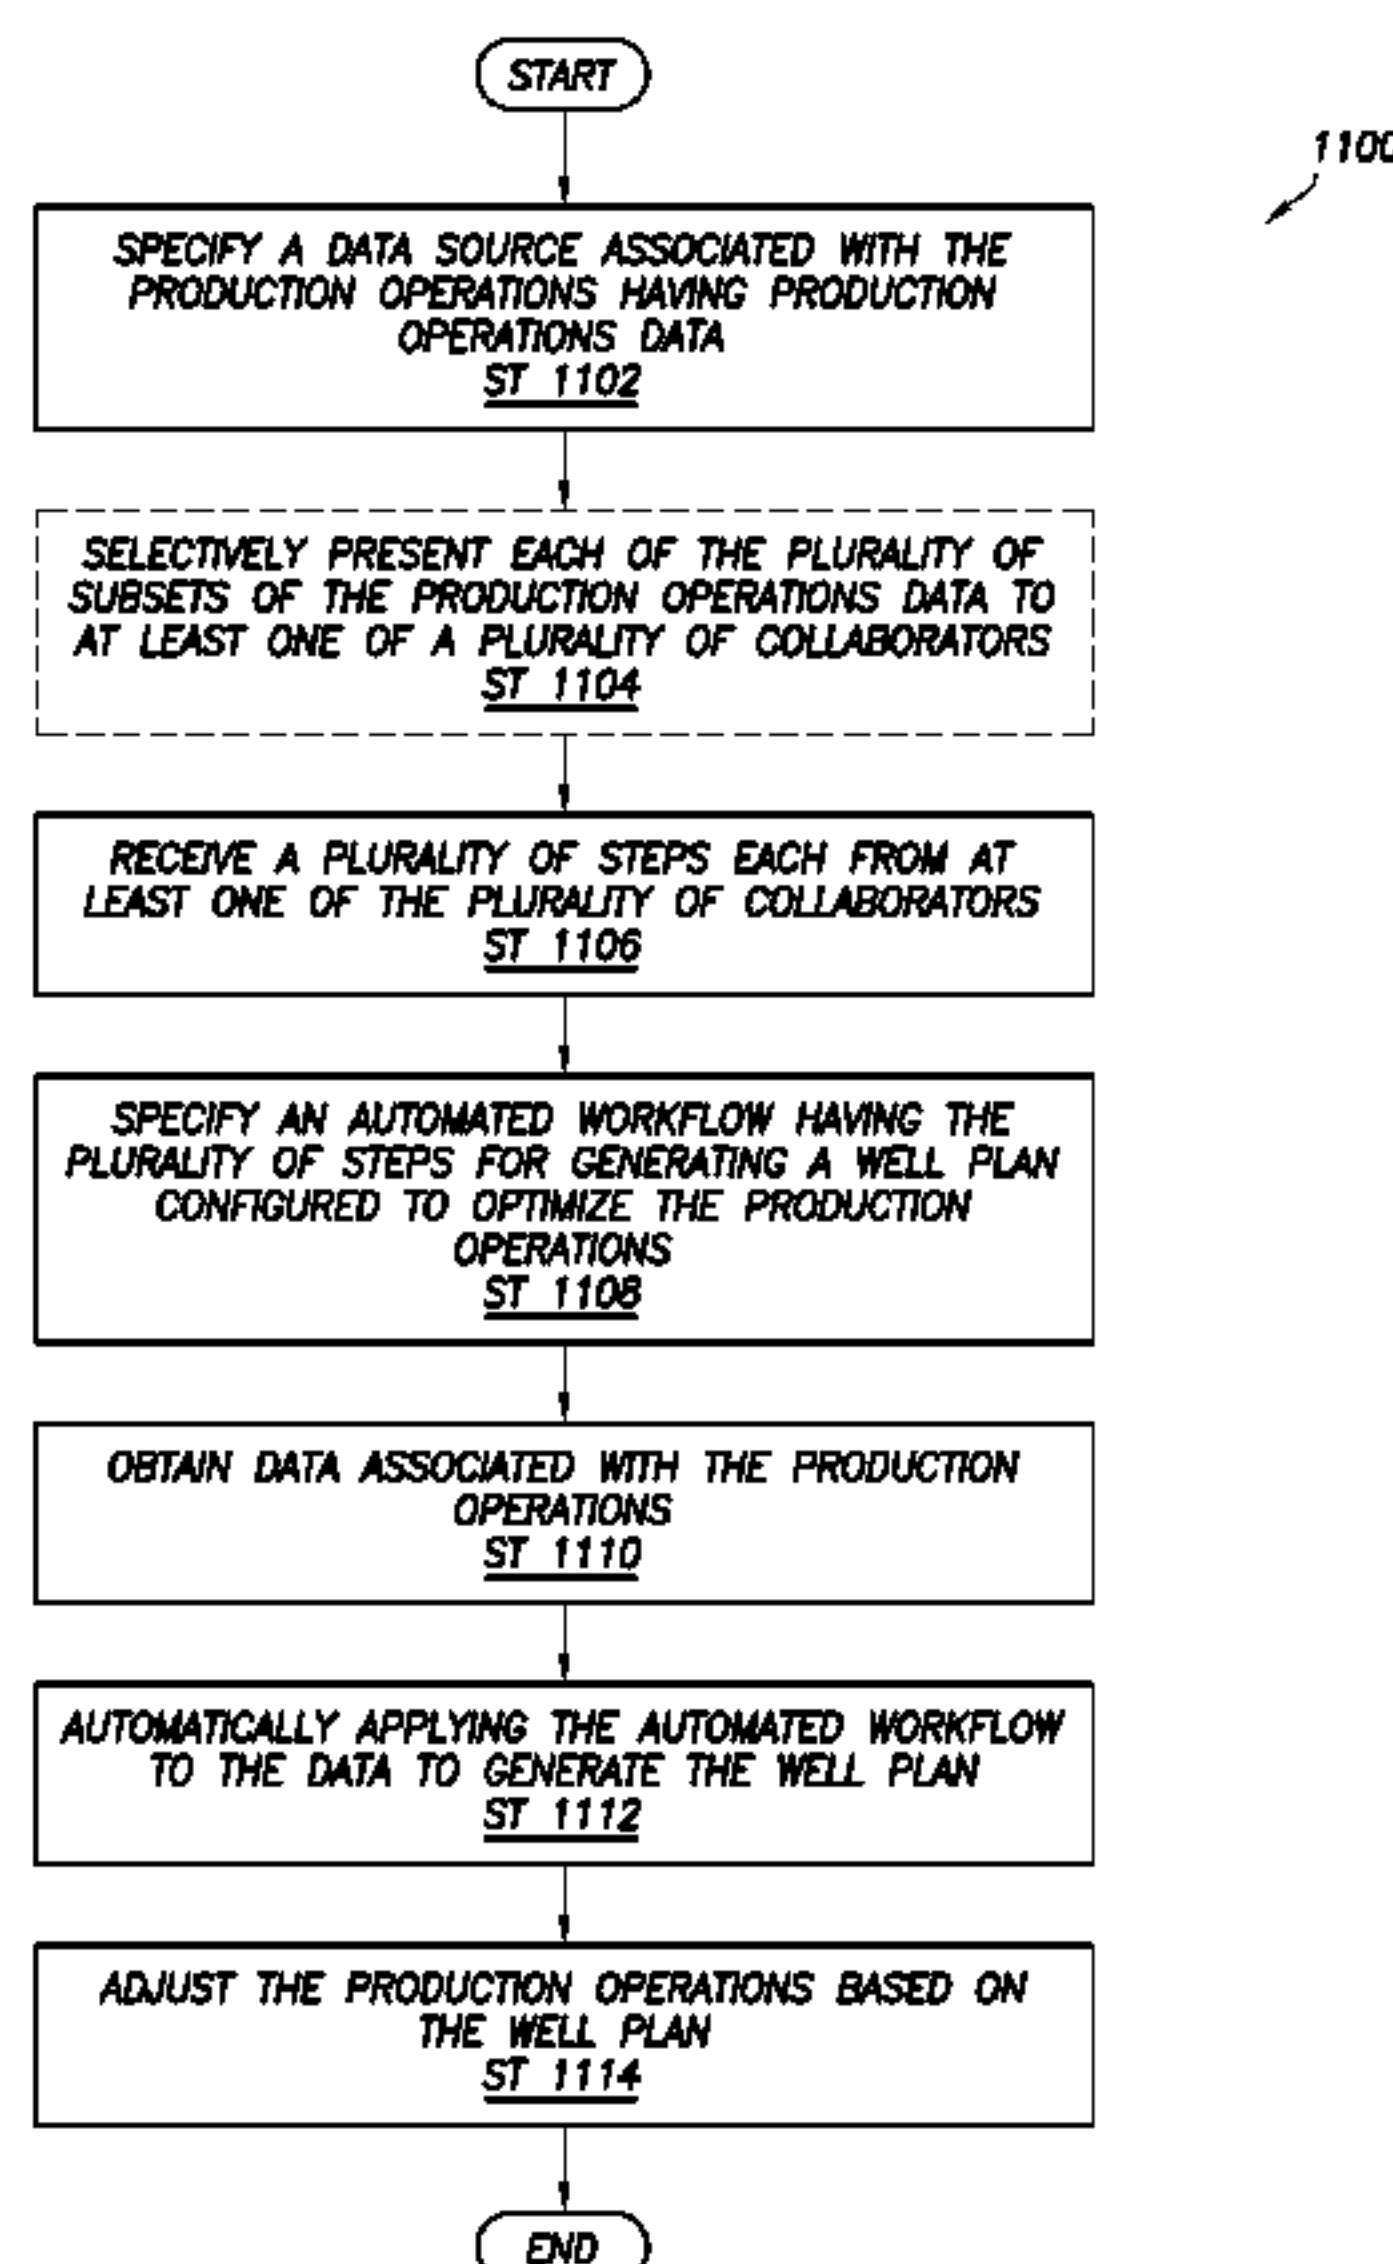 START
1100
SPECIFY A DATA SOURCE ASSOCIATED WITH THE
PRODUCTION OPERATIONS HAVING PRODUCTION
OPERATIONS DATA
ST 1102
SELECTIVELY PRESENT EACH OF THE PLURALITY OF
SUBSETS OF THE PRODUCTION OPERATIONS DATA TO
AT LEAST ONE OF A PLURALITY OF COLLABORATORS
ST 1104
RECEIVE A PLURALITY OF STEPS EACH FROM AT
LEAST ONE OF THE PLURALITY OF COLLABORATORS
ST 1106
SPECIFY AN AUTOMATED WORKFLOW HAVING THE
PLURALITY OF STEPS FOR GENERATING A WELL PLAN
CONFIGURED TO OPTIMIZE THE PRODUCTION
OPERATIONS
ST 1108
OBTAIN DATA ASSOCIATED WITH THE PRODUCTION
OPERATIONS
ST 1110
AUTOMATICALLY APPLYING THE AUTOMATED WORKFLOW
TO THE DATA TO GENERATE THE WELL PLAN
ST 1112
ADJUST THE PRODUCTION OPERATIONS BASED ON
THE WELL PLAN
ST 1114
END